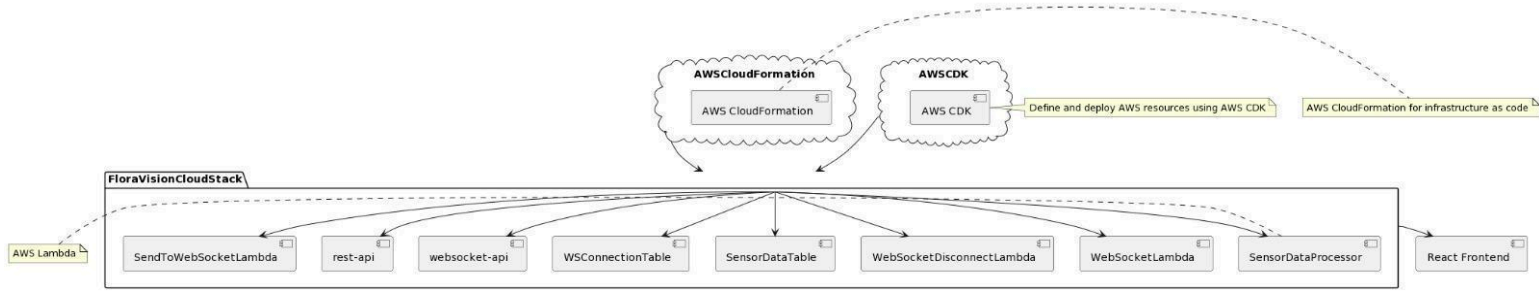 AWSCloudFormation
AWS CloudFormation
AWSCDK
AWS CDK
Define and deploy AWS resources using AWS CDK
AWS CloudFormation for infrastructure as code
FloraVisionCloudStack
AWS Lambda
SendToWebSocketLambda
rest-api
websocket-api
WSConnectionTable
SensorDataTable
WebSocketDisconnectLambda
WebSocketLambda
SensorDataProcessor
React Frontend